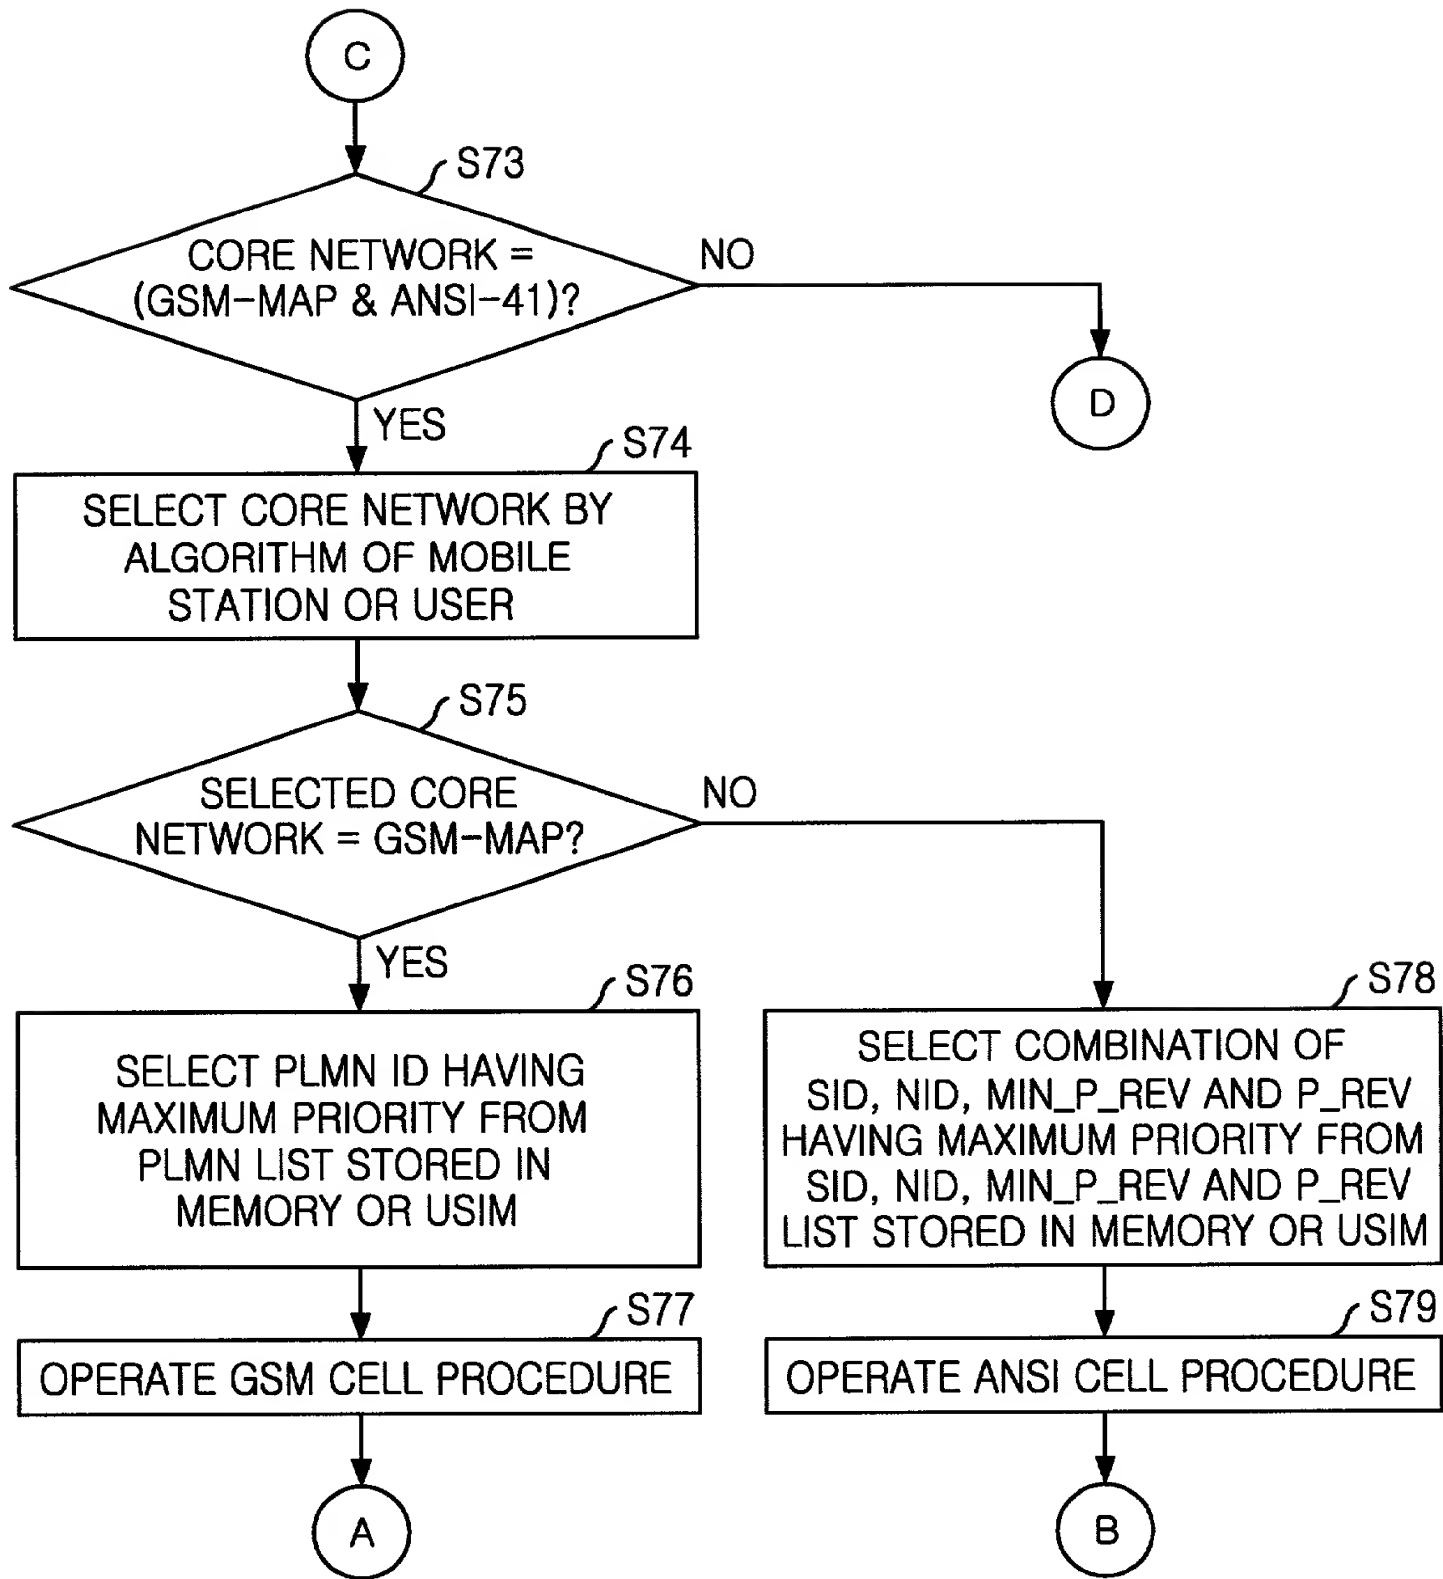 C
S73
CORE NETWORK =
(GSM-MAP & ANSI-41)?
NO
D
YES
S74
SELECT CORE NETWORK BY
ALGORITHM OF MOBILE
STATION OR USER
S75
SELECTED CORE
NETWORK = GSM-MAP?
NO
YES
S76
SELECT PLMN ID HAVING
MAXIMUM PRIORITY FROM
PLMN LIST STORED IN
MEMORY OR USIM
S78
SELECT COMBINATION OF
SID, NID, MIN_P_REV AND P_REV
HAVING MAXIMUM PRIORITY FROM
SID, NID, MIN_P_REV AND P_REV
LIST STORED IN MEMORY OR USIM
S77
OPERATE GSM CELL PROCEDURE
S79
OPERATE ANSI CELL PROCEDURE
A
B